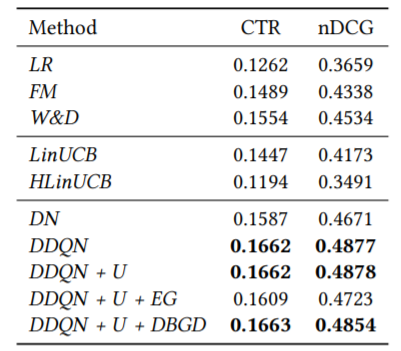 Method CTR nDCG
LR 0.1262 0.3659
FM 0.1489 0.4338
W&D 0.1554 0.4534
LinUCB 0.1447 0.4173
HLinUCB 0.1194 0.3491
DN 0.1587 0.4671
DDQN 0.1662 0.4877
DDQN + U 0.1662 0.4878
DDQN + U + EG 0.1609 0.4723
DDQN + U + DBGD 0.1663 0.4854